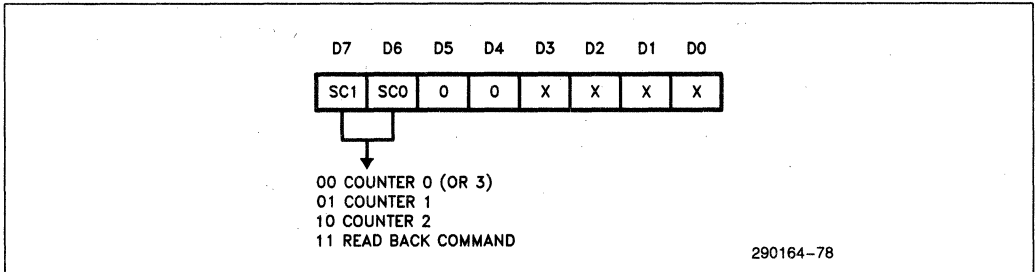 D7 D6 D5 D4 D3 D2 D1 D0
SC1 SC0 0 0 X X X X
00 COUNTER 0 (OR 3)
01 COUNTER 1
10 COUNTER 2
11 READ BACK COMMAND
290164-78